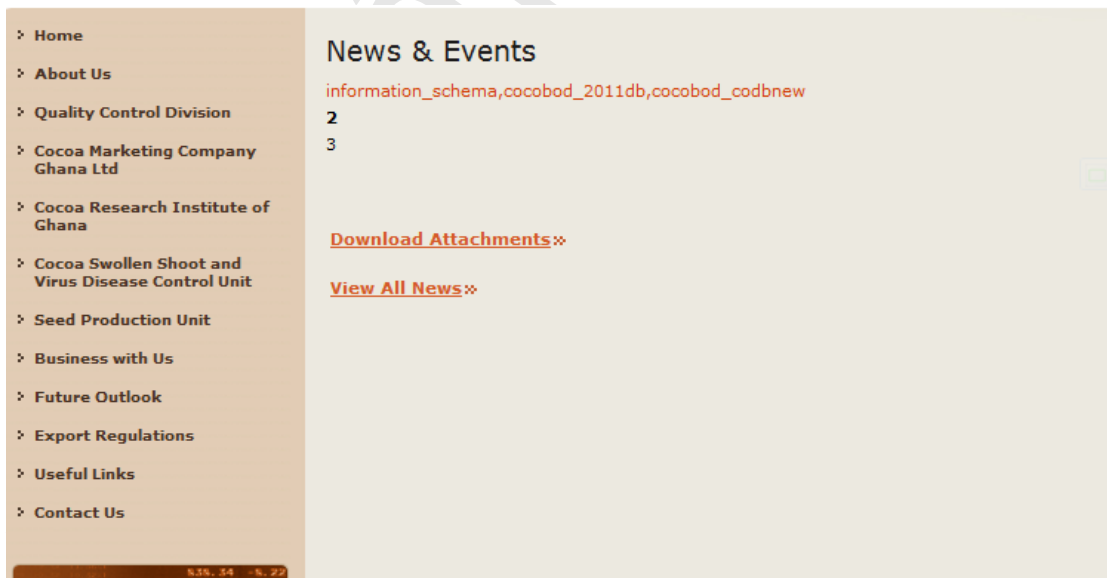 Home
About Us
Quality Control Division
Cocoa Marketing Company
Ghana Ltd
Cocoa Research Institute of
Ghana
Cocoa Swollen Shoot and
Virus Disease Control Unit
Seed Production Unit
Business with Us
Future Outlook
Export Regulations
Useful Links
Contact Us
News & Events
information_schema,cocobod_2011db,cocobod_codbnew
2
3
Download Attachments
View All News